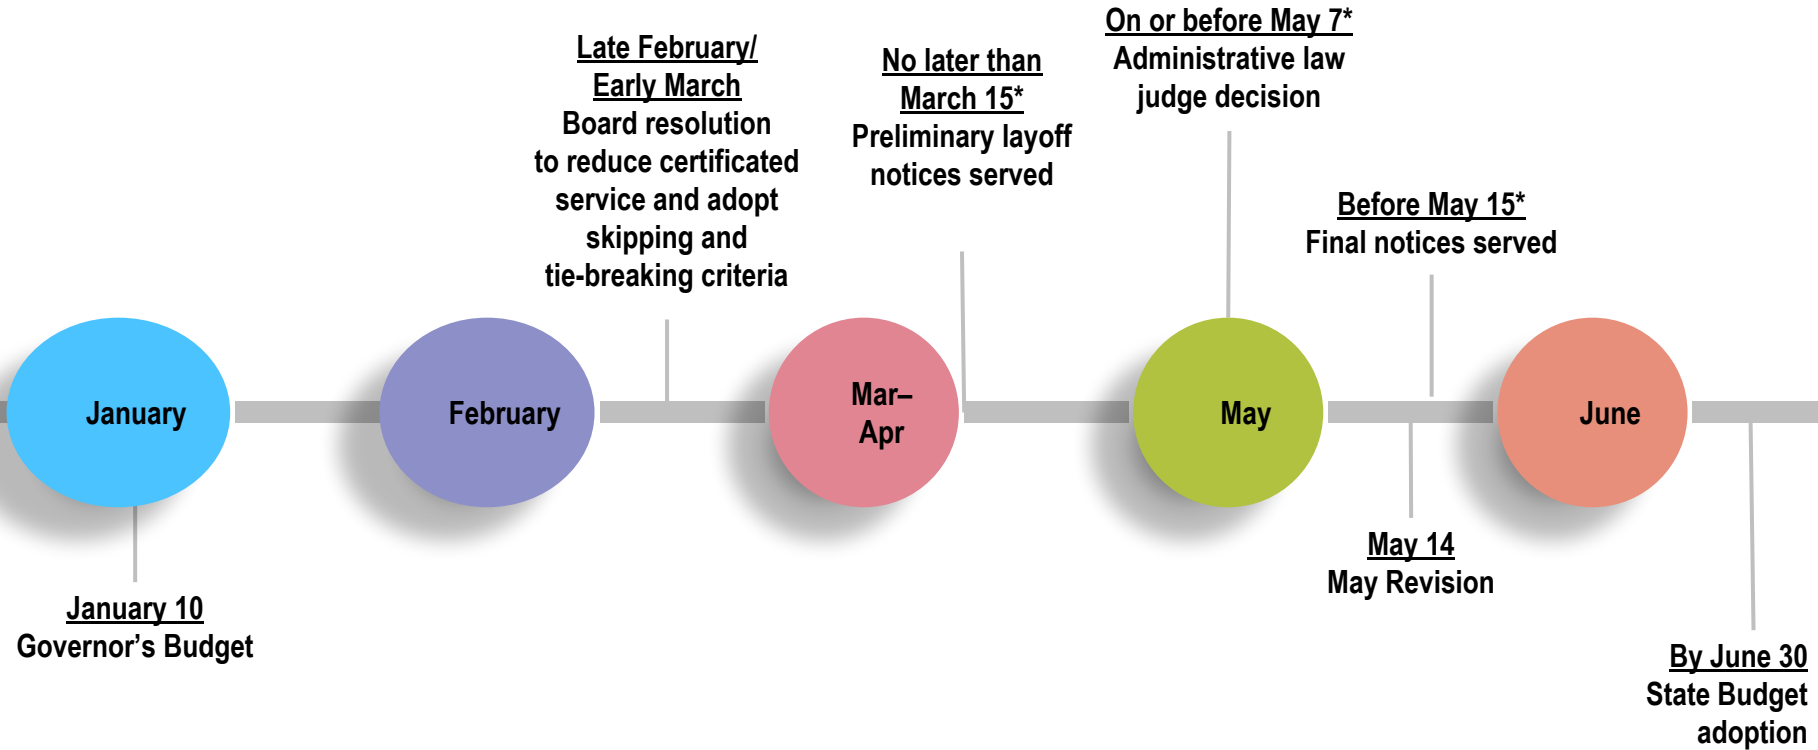 Late February/
Early March
Board resolution
to reduce certificated
service and adopt
skipping and
tie-breaking criteria
No later than
March 15*
Preliminary layoff
notices served
On or before May 7*
Administrative law
judge decision
Before May 15*
Final notices served
January
February
Mar–
Apr
May
June
January 10
Governor’s Budget
May 14
May Revision
By June 30
State Budget
adoption